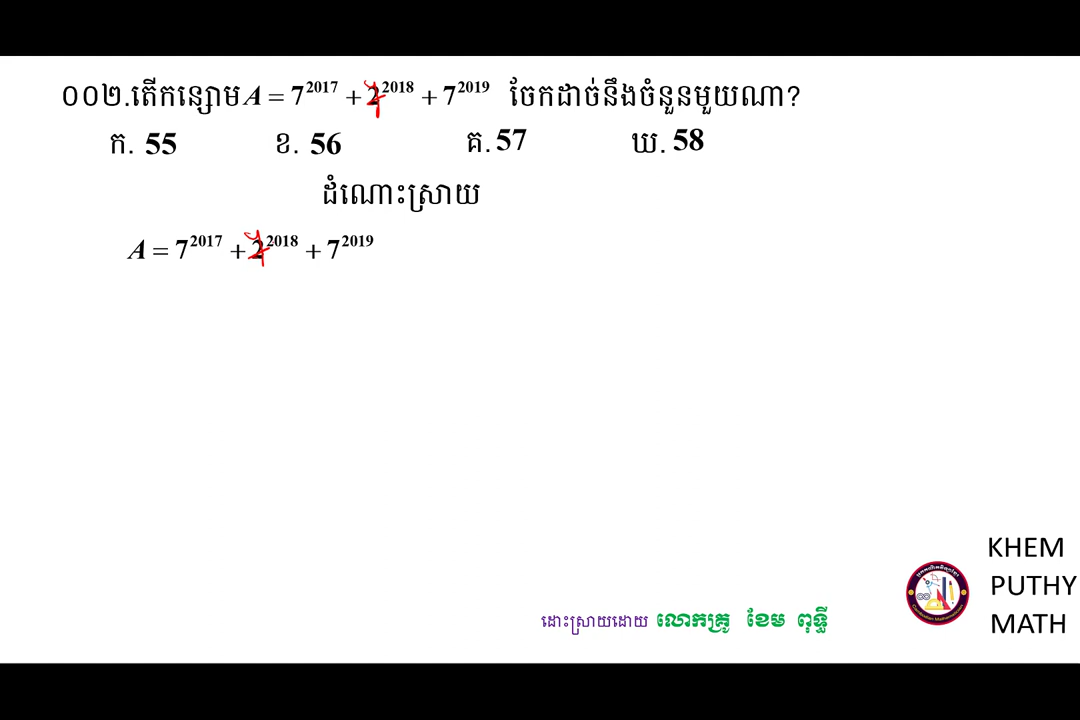 ០០២.តើកន្សោម A = 7^2017 + 7^2018 + 7^2019 ចែកដាច់នឹងចំនួនមួយណា?
ក. 55 ខ. 56 គ. 57 ឃ. 58
ដំណោះស្រាយ
A = 7^2017 + 7^2018 + 7^2019
KHEM
PUTHY
MATH
ដោះស្រាយដោយ លោកគ្រូ ខែម ពុទ្ធី